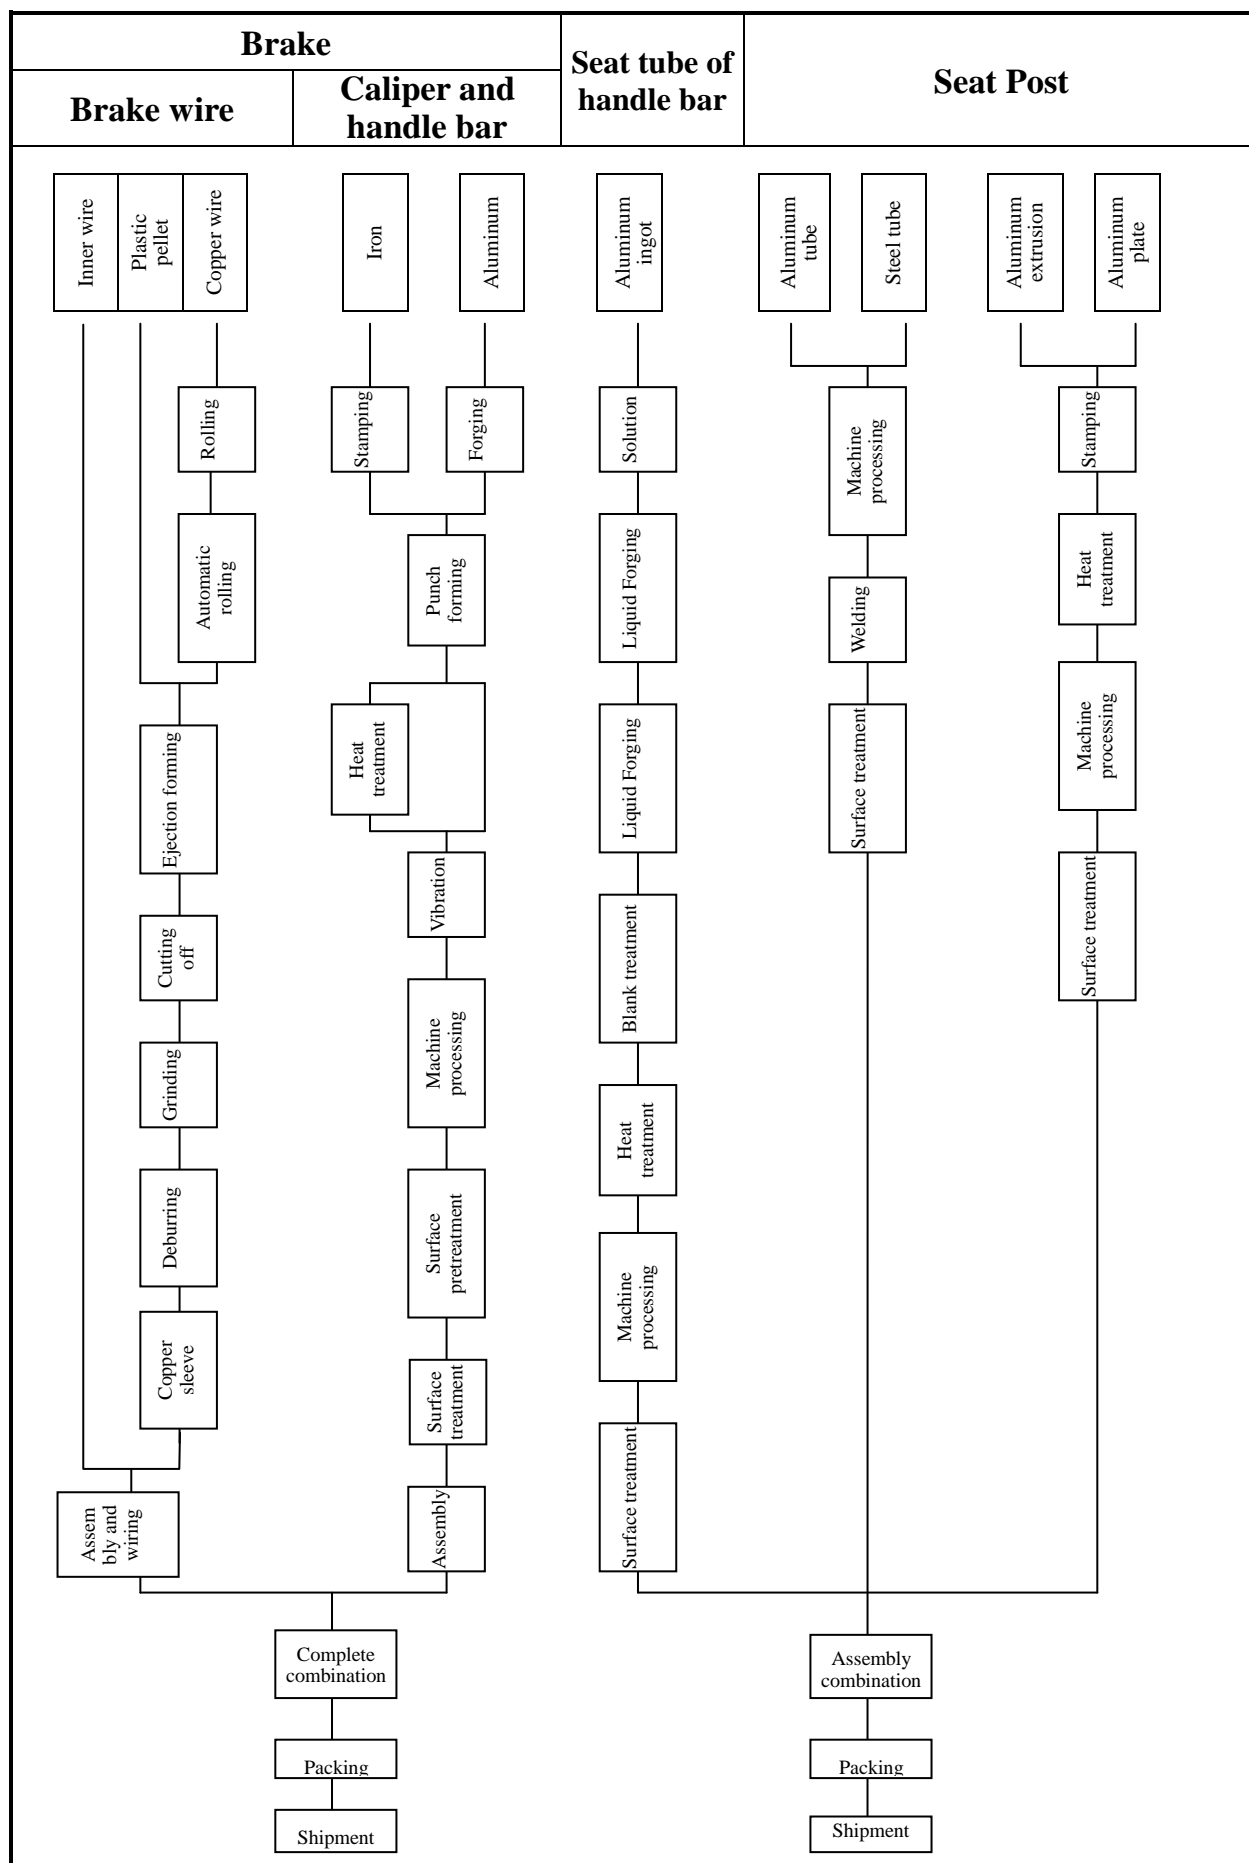 Brake
Seat tube of
handle bar
Seat Post
Brake wire
Caliper and
handle bar
Inner wire
Plastic
pellet
Copper wire
Iron
Aluminum
Aluminum
ingot
Aluminum
tube
Steel tube
Aluminum
extrusion
Aluminum
plate
Rolling
Stamping
Forging
Solution
Machine
processing
Stamping
Automatic
rolling
Punch
forming
Liquid Forging
Welding
Heat
treatment
Ejection forming
Heat
treatment
Liquid Forging
Surface treatment
Machine
processing
Vibration
Surface treatment
Cutting
off
Blank treatment
Grinding
Machine
processing
Heat
treatment
Deburring
Surface
pretreatment
Machine
processing
Copper
sleeve
Surface
treatment
Surface treatment
Assem
bly and
wiring
Assembly
Complete
combination
Assembly
combination
Packing
Packing
Shipment
Shipment